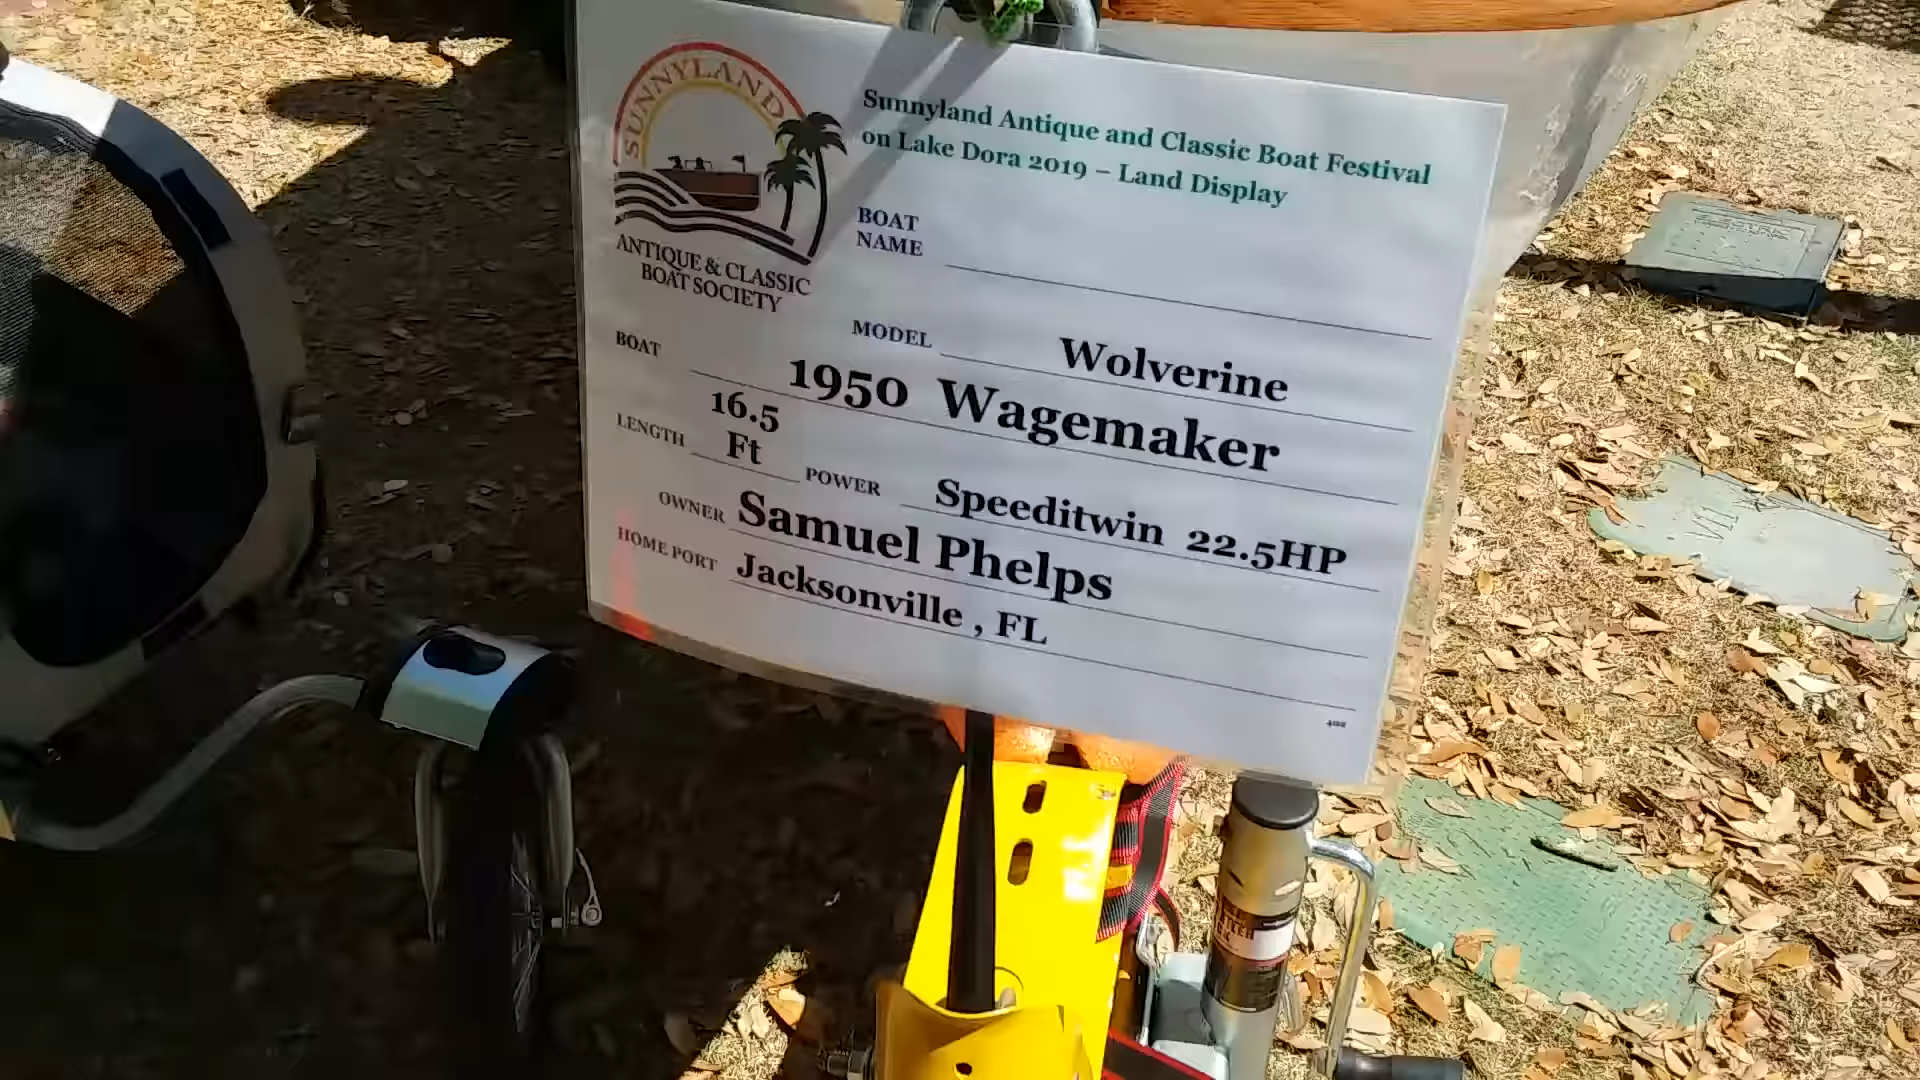 SUNNYLAND
ANTIQUE & CLASSIC
BOAT SOCIETY
Sunnyland Antique and Classic Boat Festival
on Lake Dora 2019 – Land Display
BOAT
NAME
MODEL Wolverine
BOAT 1950 Wagemaker
LENGTH 16.5
Ft
POWER Speeditwin 22.5HP
OWNER Samuel Phelps
HOME PORT Jacksonville , FL
VII